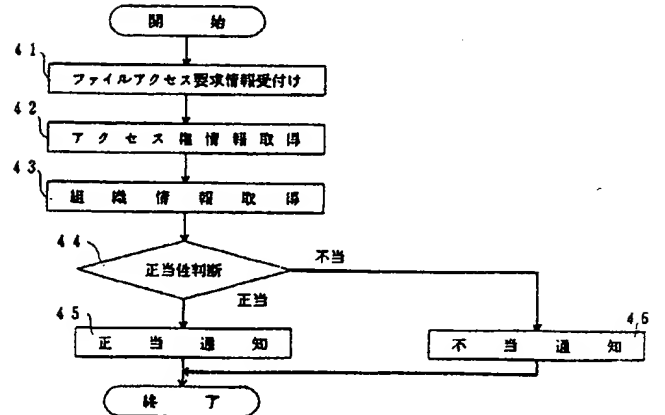 開始
41
ファイルアクセス要求情報受付け
42
アクセス権情報取得
43
組織情報取得
44
正当性判断
不当
正当
45
正当通知
46
不当通知
終了